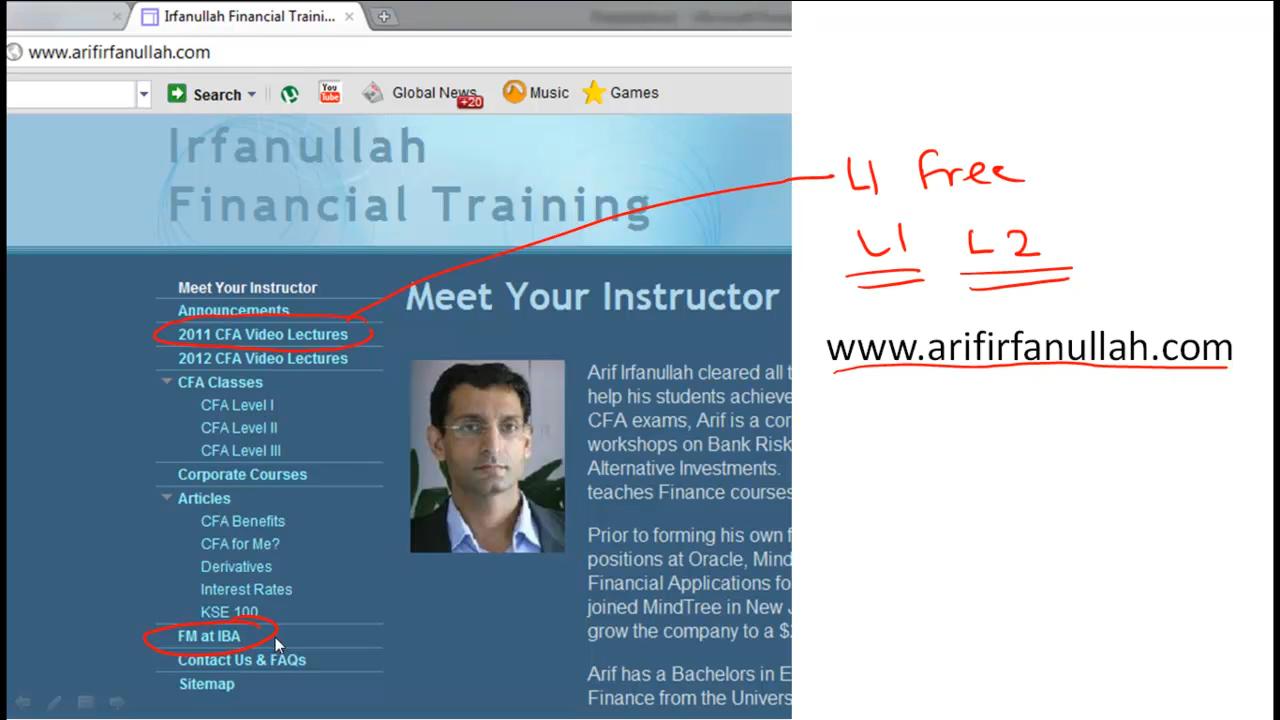 Irfanullah Financial Traini...
www.arifirfanullah.com
Search
You Tube
Global News
+20
Music
Games
Irfanullah
Financial Training
Meet Your Instructor
Announcements
2011 CFA Video Lectures
2012 CFA Video Lectures
CFA Classes
CFA Level I
CFA Level II
CFA Level III
Corporate Courses
Articles
CFA Benefits
CFA for Me?
Derivatives
Interest Rates
KSE 100
FM at IBA
Contact Us & FAQs
Sitemap
Meet Your Instructor
Arif Irfanullah cleared all t
help his students achieve
CFA exams, Arif is a cor
workshops on Bank Risk
Alternative Investments.
teaches Finance courses
Prior to forming his own f
positions at Oracle, Mind
Financial Applications fo
joined MindTree in New J
grow the company to a $
Arif has a Bachelors in E
Finance from the Univers
L1 Free
L1 L2
www.arifirfanullah.com